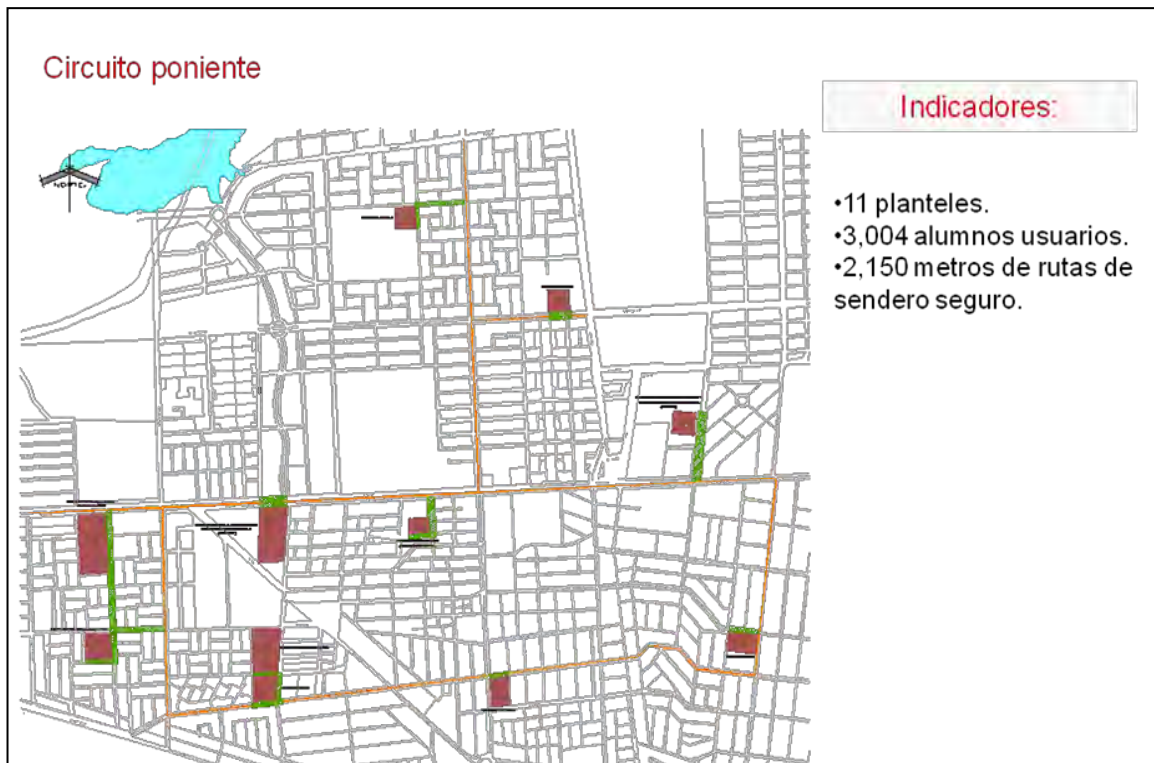 Circuito poniente
Indicadores:
•11 planteles.
•3,004 alumnos usuarios.
•2,150 metros de rutas de
sendero seguro.